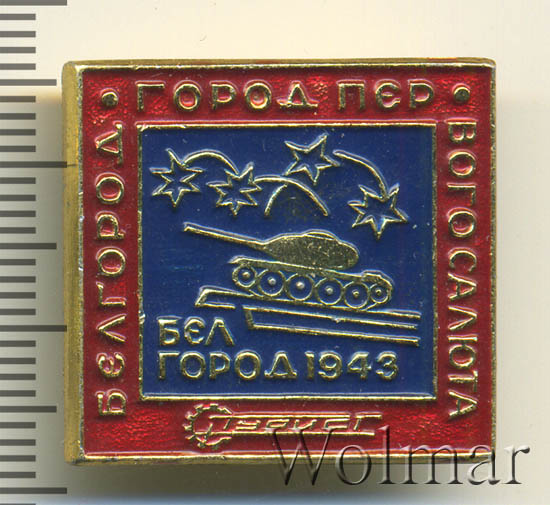 БЕЛГОРОД • ГОРОД ПЕР • ВОГО САЛЮТА
БЕЛ
ГОРОД 1943
Wolmar